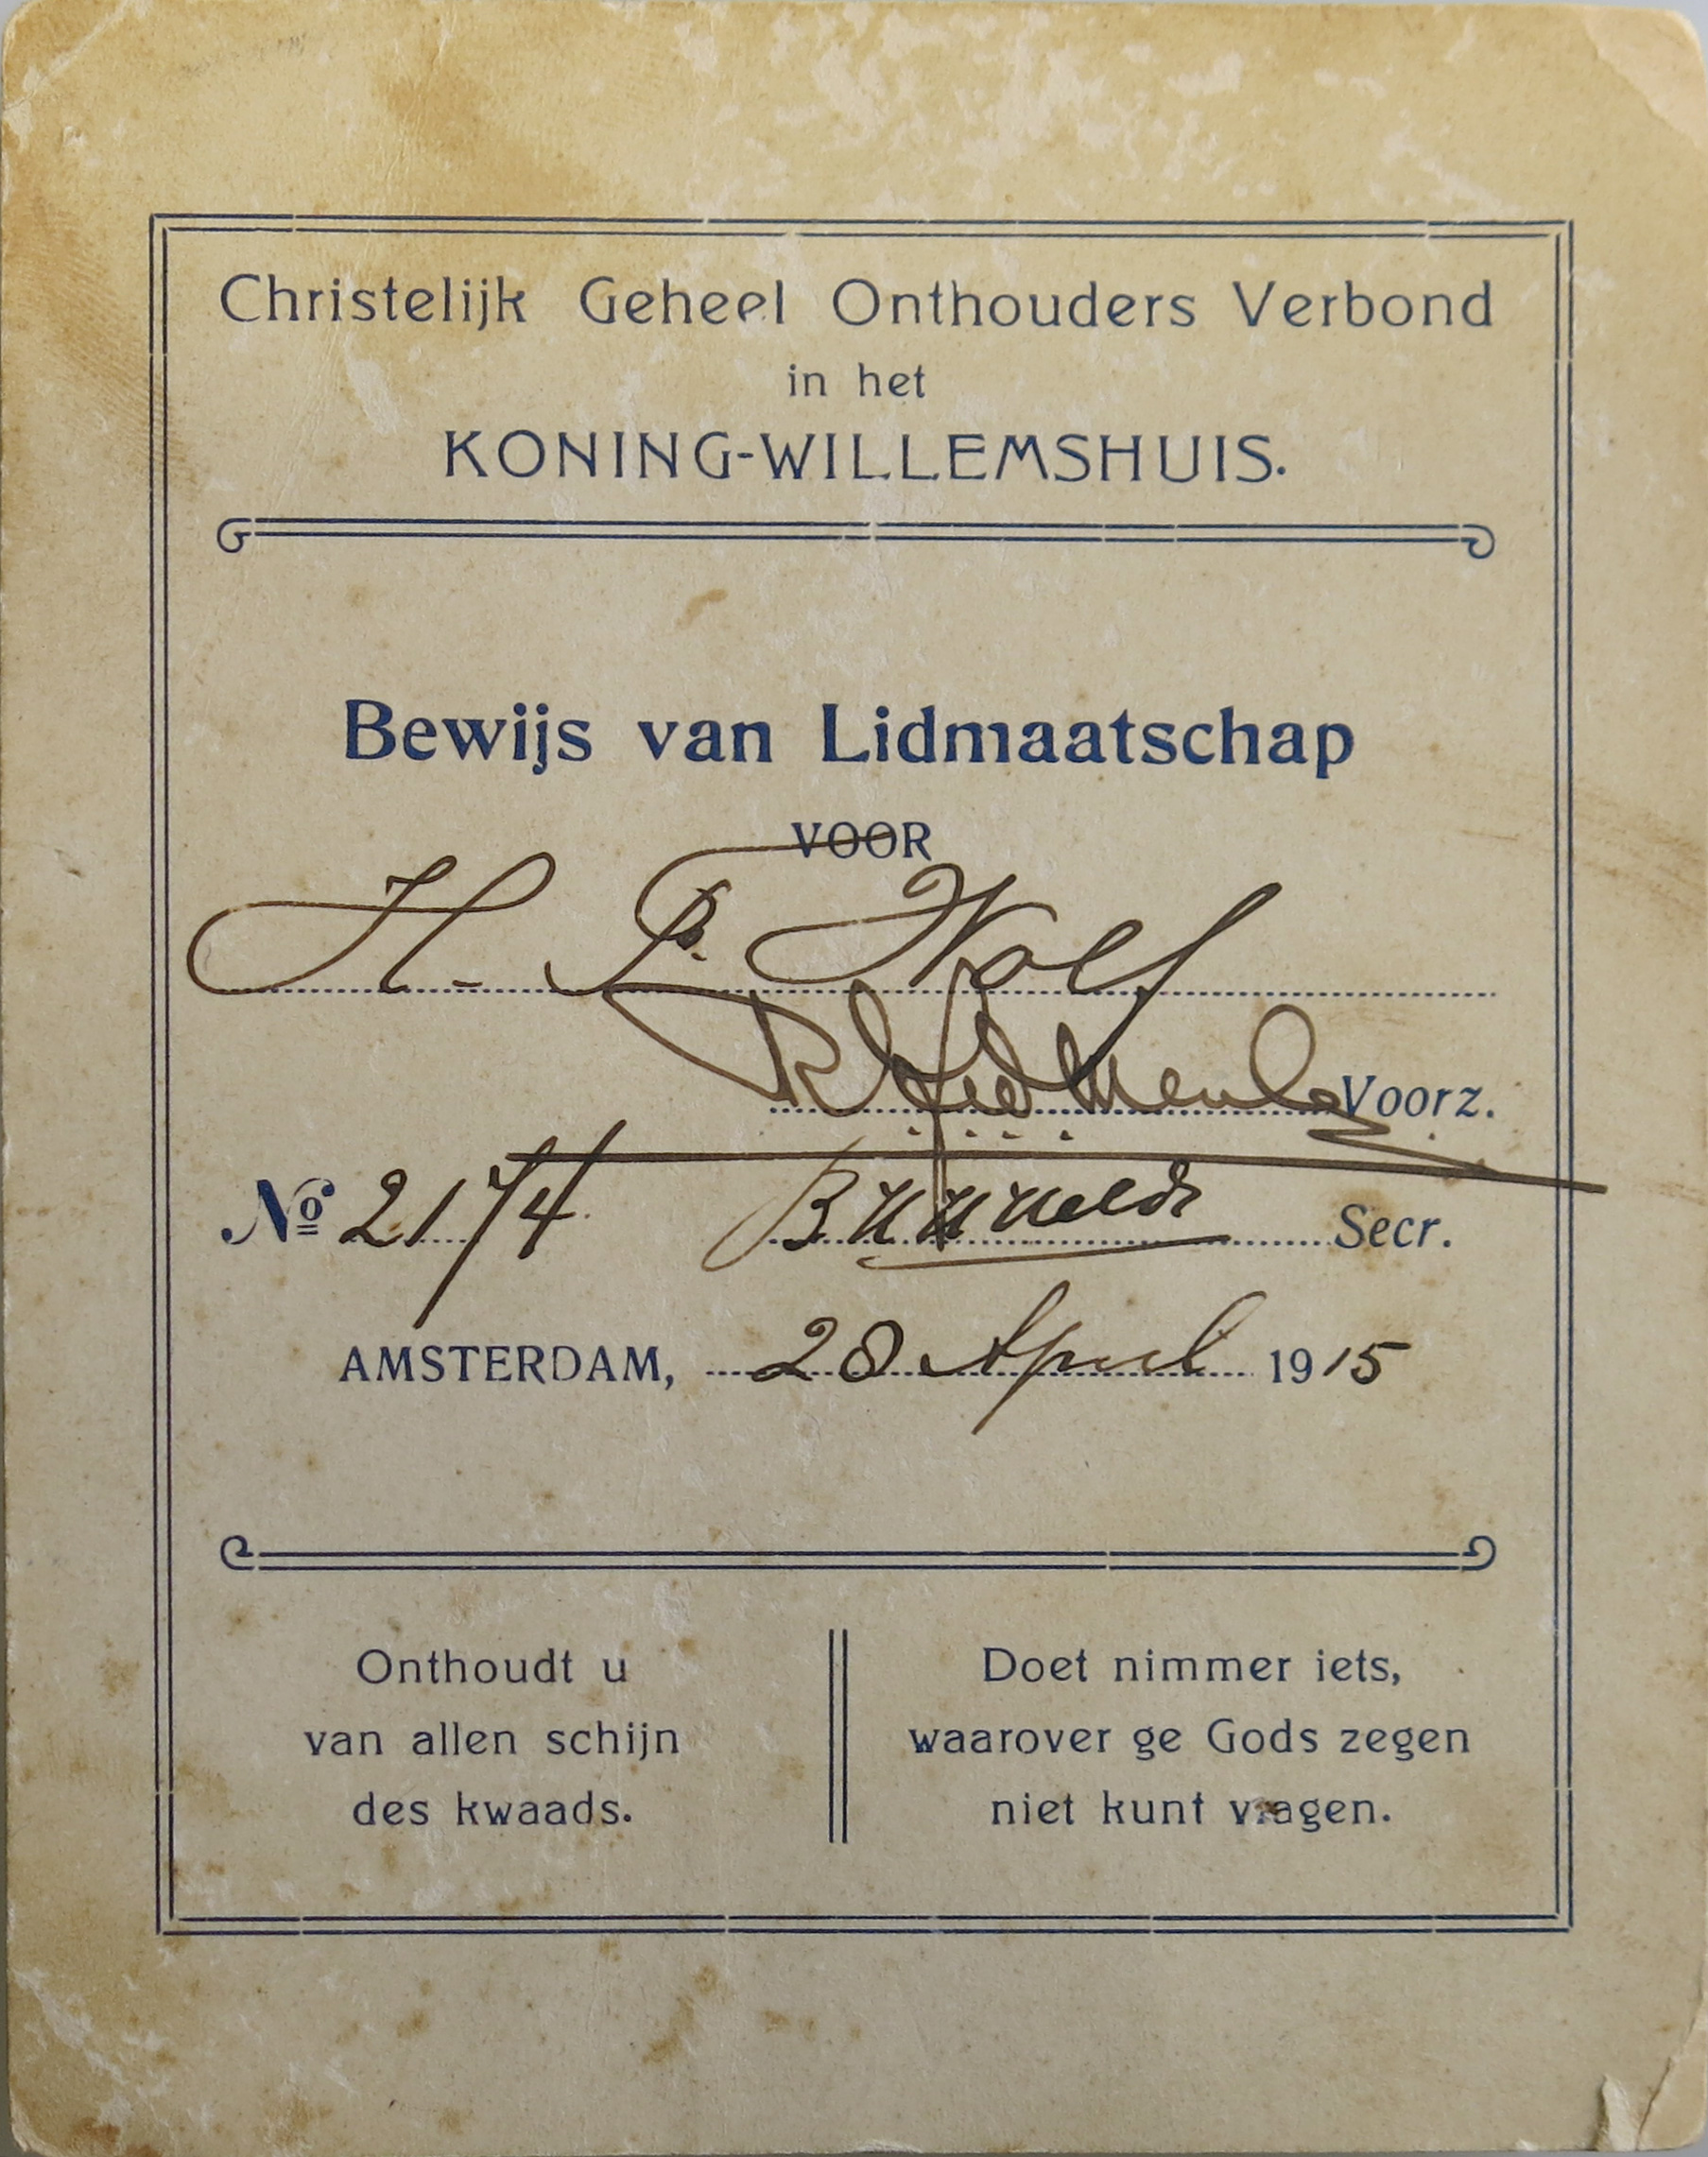 Christelijk Geheel Onthouders Verbond
in het
KONING-WILLEMSHUIS.
Bewijs van Lidmaatschap
VOOR
H. Wolf
Voorz.
No 2174 Secr.
AMSTERDAM, 28 April 1915
Onthoudt u
van allen schijn
des kwaads.
Doet nimmer iets,
waarover ge Gods zegen
niet kunt vragen.